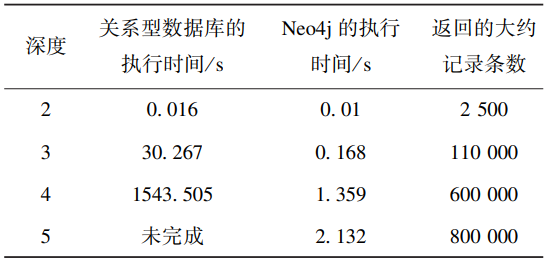 深度 关系型数据库的执行时间/s Neo4j 的执行时间/s 返回的大约记录条数
2 0.016 0.01 2 500
3 30.267 0.168 110 000
4 1543.505 1.359 600 000
5 未完成 2.132 800 000